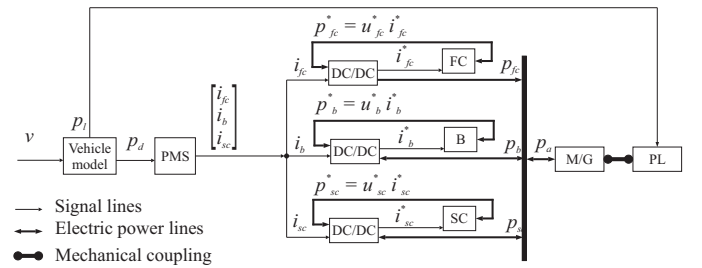 p*fc = u*fc i*fc
ifc
DC/DC
i*fc
FC
pfc
[ifc
ib
isc]
p*b = u*b i*b
v
pl
Vehicle model
pd
PMS
ib
DC/DC
i*b
B
pb
pa
M/G
PL
p*sc = u*sc i*sc
isc
DC/DC
i*sc
SC
Signal lines
Electric power lines
Mechanical coupling